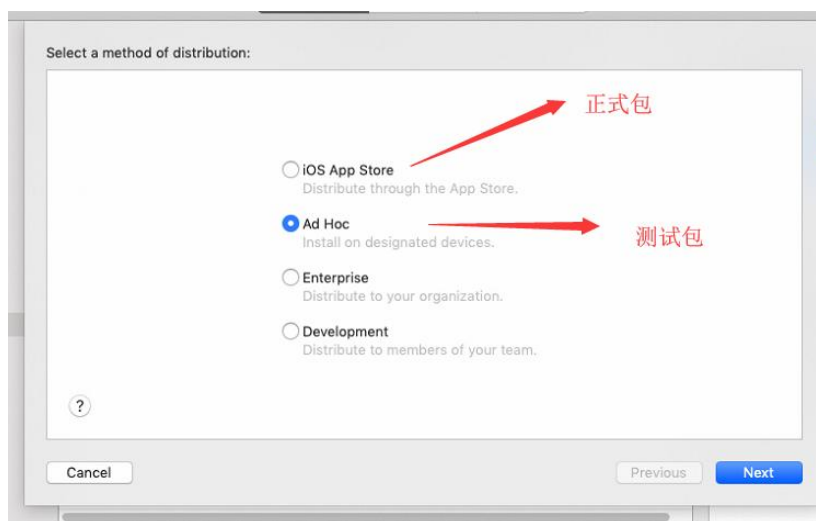 Select a method of distribution:
正式包
iOS App Store
Distribute through the App Store.
Ad Hoc
测试包
Install on designated devices.
Enterprise
Distribute to your organization.
Development
Distribute to members of your team.
?
Cancel
Previous
Next